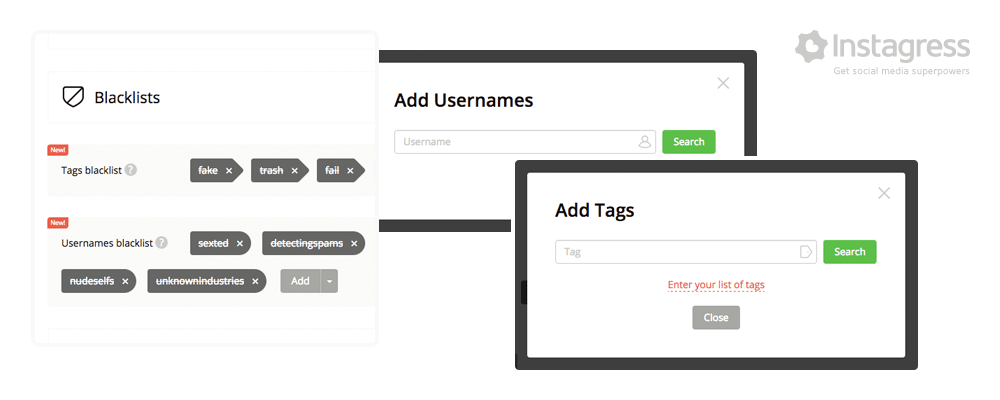 Instagress
Get social media superpowers
Blacklists
New!
Tags blacklist ?
fake × trash × fail ×
New!
Usernames blacklist ?
sexted × detectingspams ×
nudeselfs × unknownindustries × Add
Add Usernames
Username
Search
Add Tags
Tag
Search
Enter your list of tags
Close